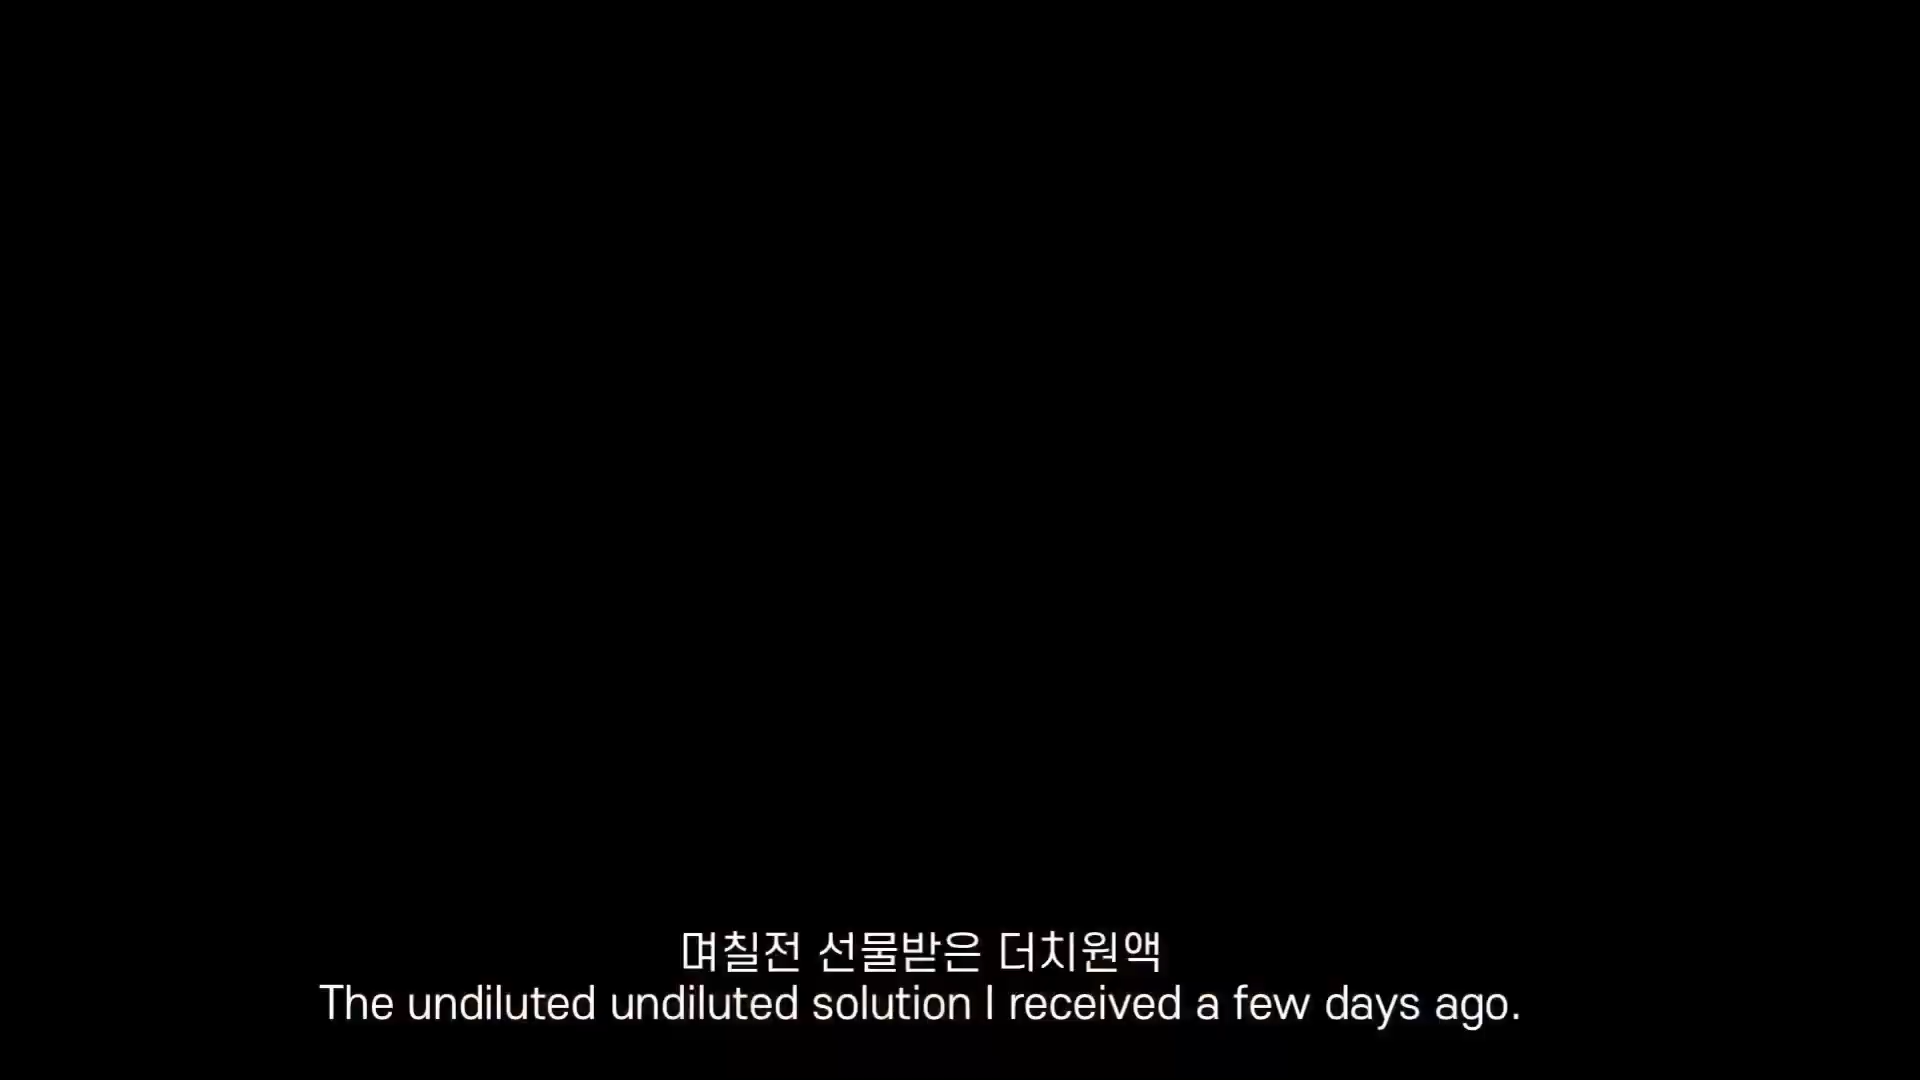 며칠전 선물받은 더치원액
The undiluted undiluted solution I received a few days ago.